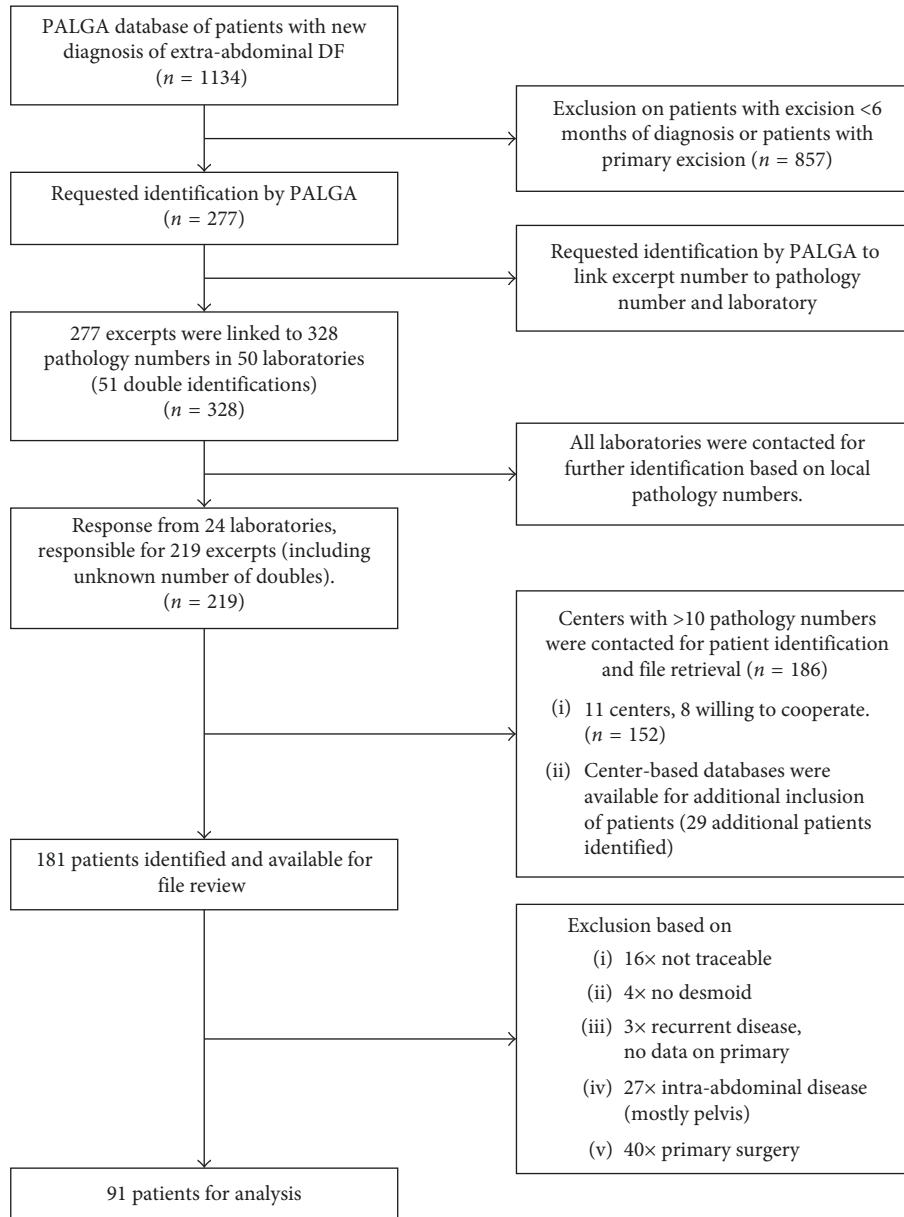 PALGA database of patients with new
diagnosis of extra-abdominal DF
(n = 1134)
Exclusion on patients with excision <6
months of diagnosis or patients with
primary excision (n = 857)
Requested identification by PALGA
(n = 277)
Requested identification by PALGA to
link excerpt number to pathology
number and laboratory
277 excerpts were linked to 328
pathology numbers in 50 laboratories
(51 double identifications)
(n = 328)
All laboratories were contacted for
further identification based on local
pathology numbers.
Response from 24 laboratories,
responsible for 219 excerpts (including
unknown number of doubles).
(n = 219)
Centers with >10 pathology numbers
were contacted for patient identification
and file retrieval (n = 186)
(i) 11 centers, 8 willing to cooperate.
(n = 152)
(ii) Center-based databases were
available for additional inclusion
of patients (29 additional patients
identified)
181 patients identified and available for
file review
Exclusion based on
(i) 16× not traceable
(ii) 4× no desmoid
(iii) 3× recurrent disease,
no data on primary
(iv) 27× intra-abdominal disease
(mostly pelvis)
(v) 40× primary surgery
91 patients for analysis